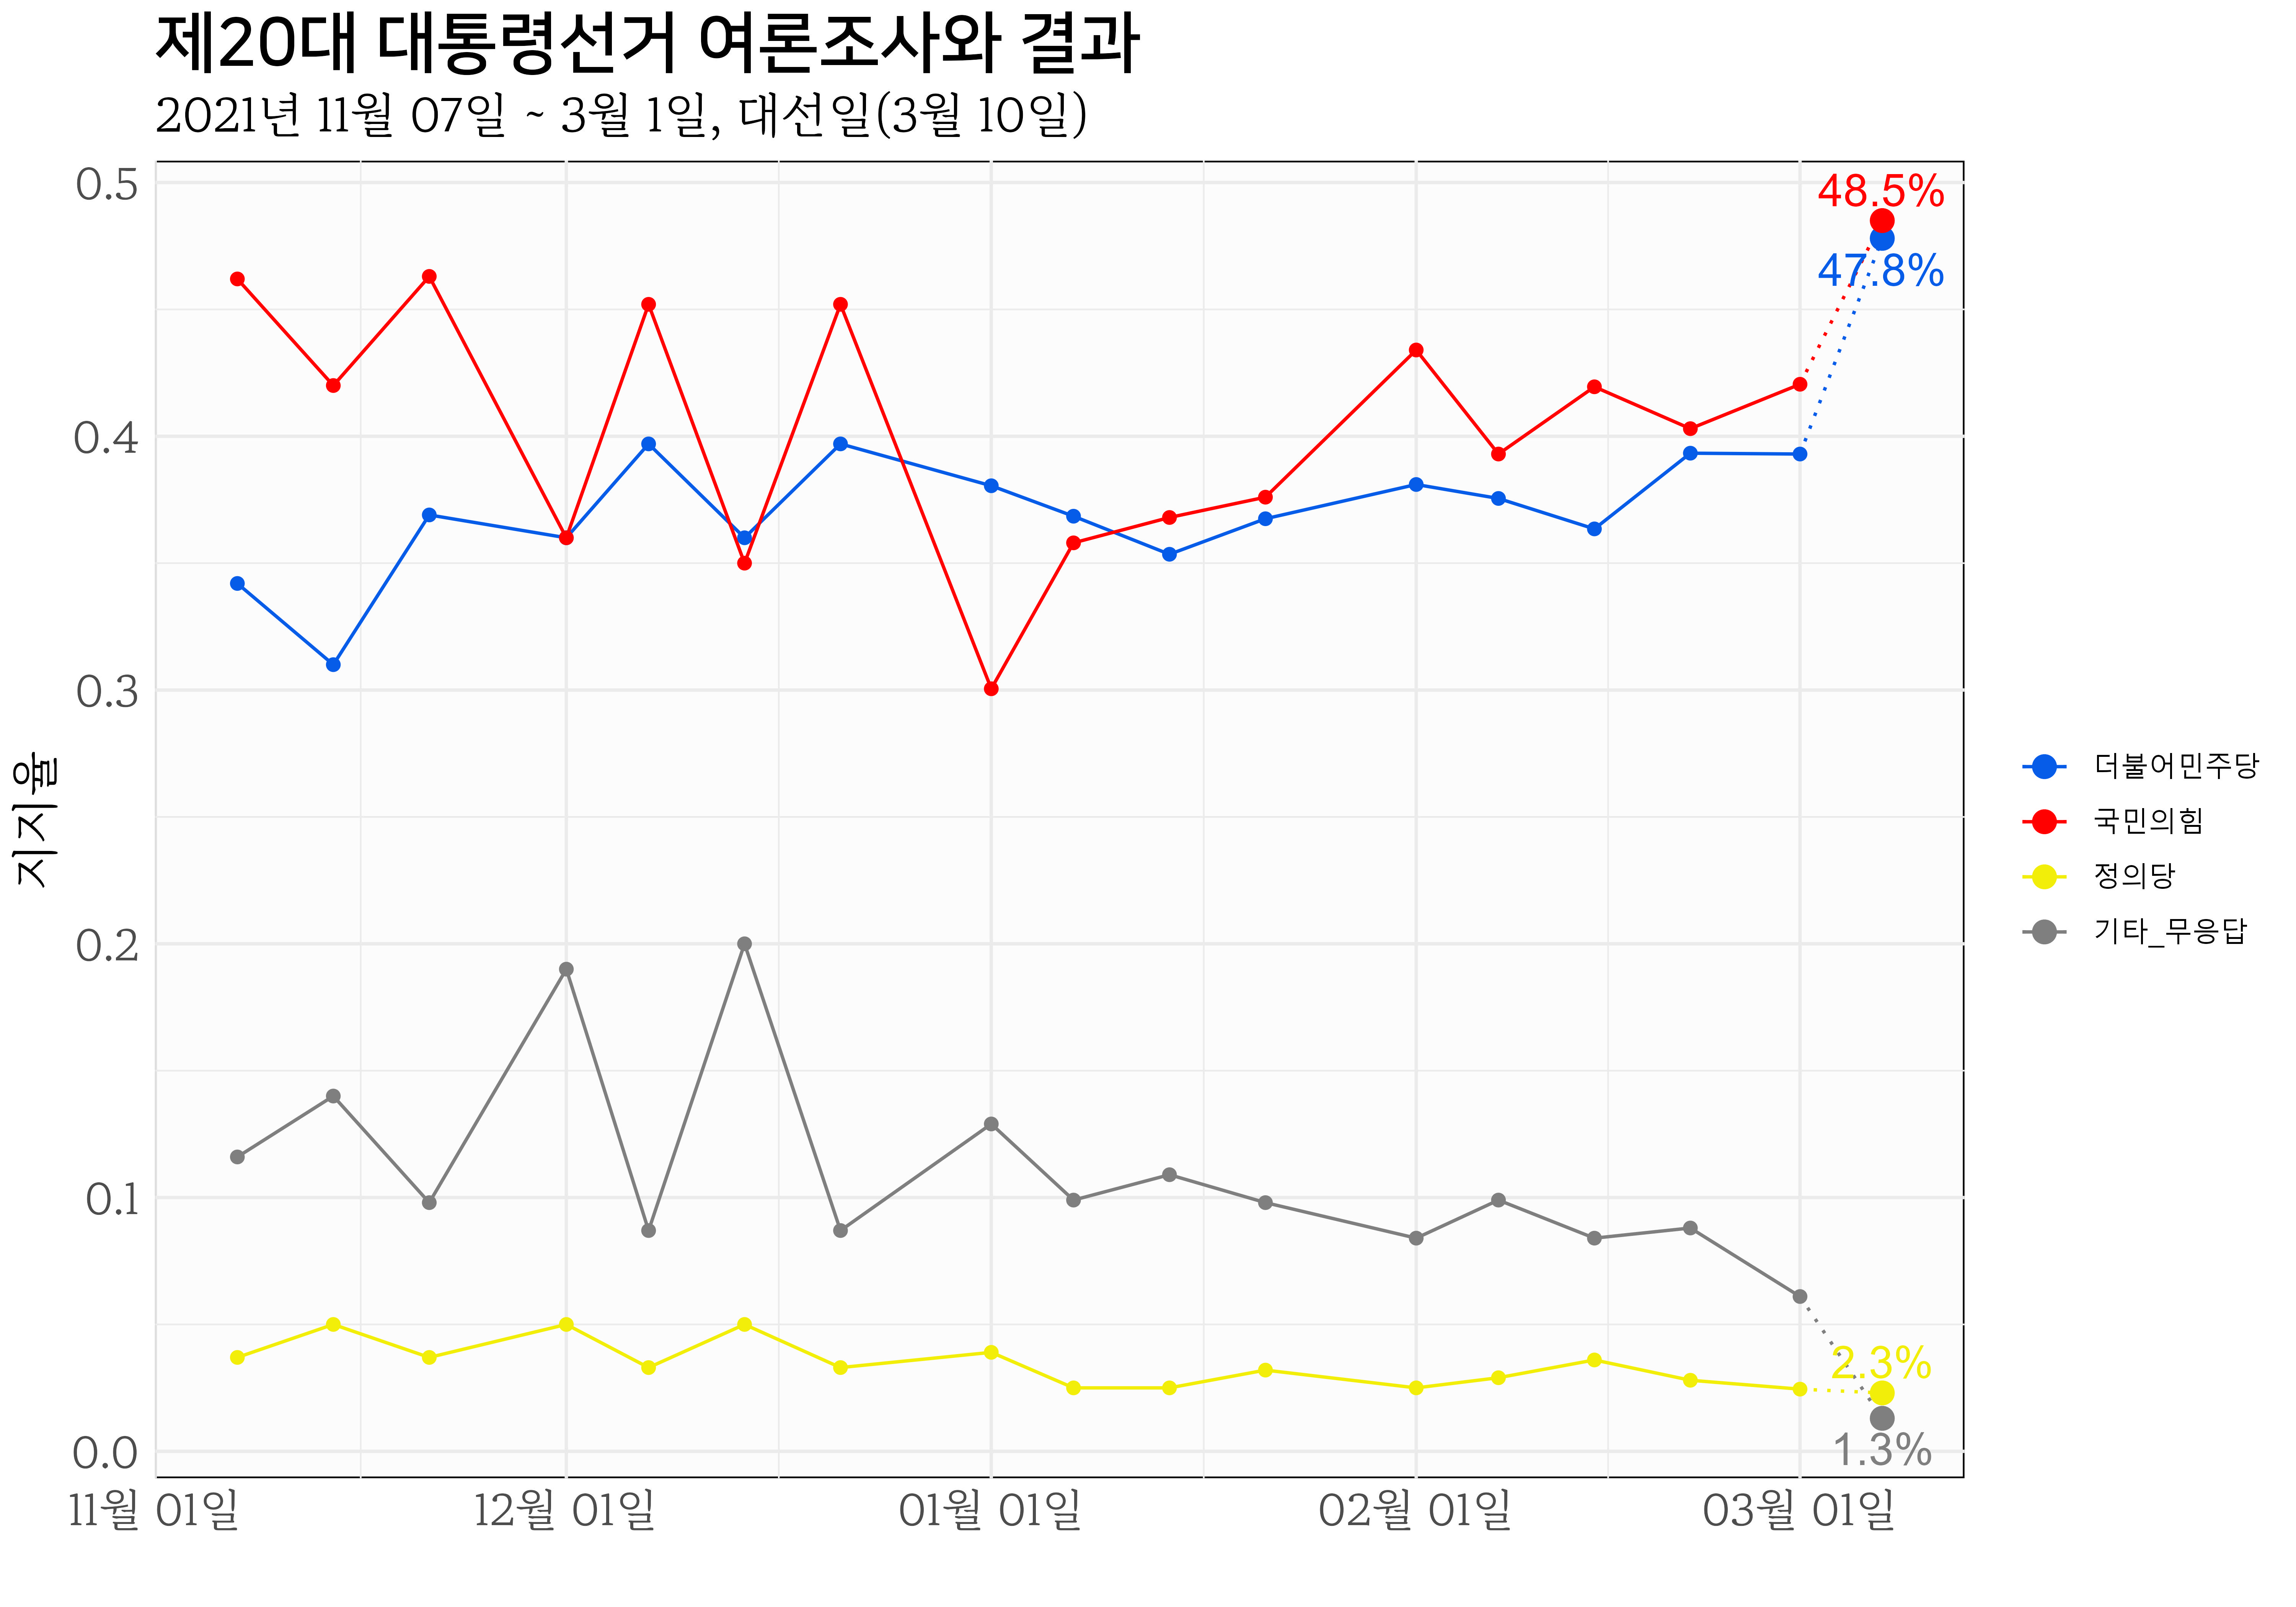 제20대 대통령선거 여론조사와 결과
2021년 11월 07일 ~ 3월 1일, 대선일(3월 10일)
지지율
0.5
0.4
0.3
0.2
0.1
0.0
48.5%
47.8%
2.3%
1.3%
11월 01일
12월 01일
01월 01일
02월 01일
03월 01일
더불어민주당
국민의힘
정의당
기타_무응답